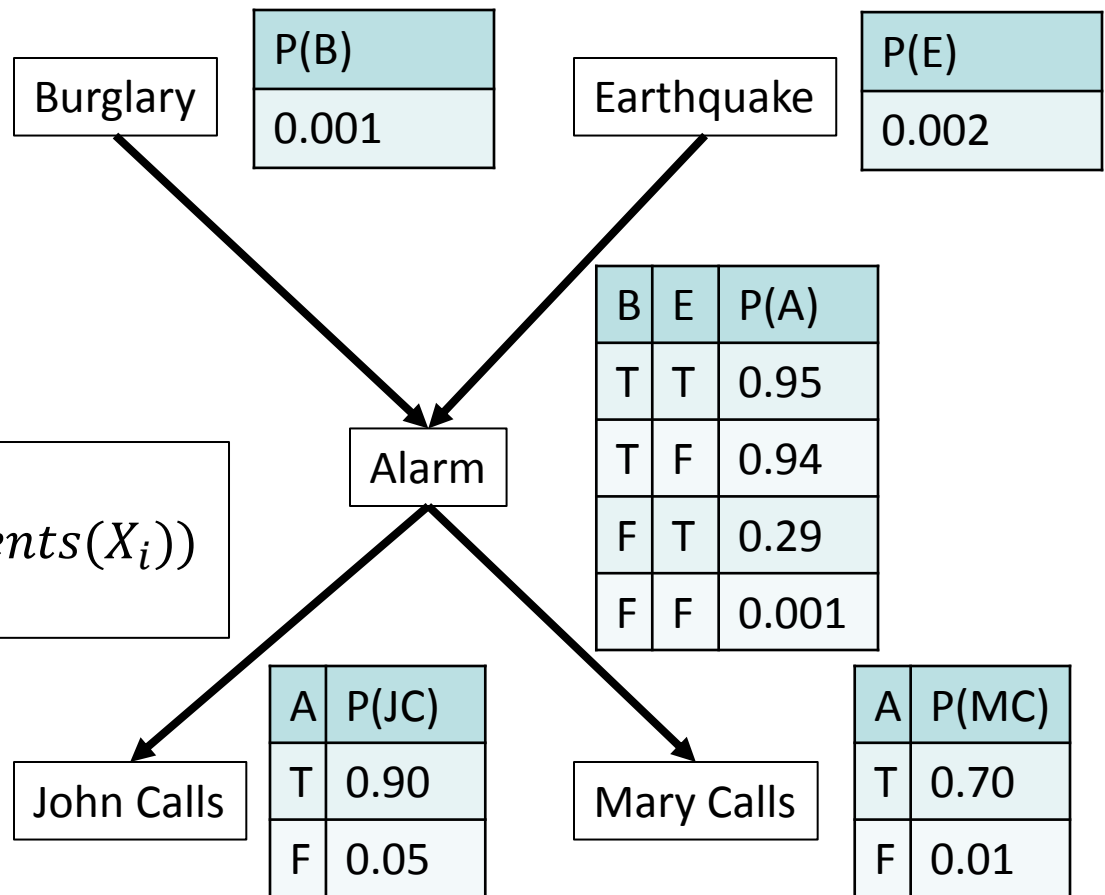 Burglary
P(B)
0.001
Earthquake
P(E)
0.002
B E P(A)
T T 0.95
T F 0.94
F T 0.29
F F 0.001
Alarm
ents(X_i))
John Calls
A P(JC)
T 0.90
F 0.05
Mary Calls
A P(MC)
T 0.70
F 0.01